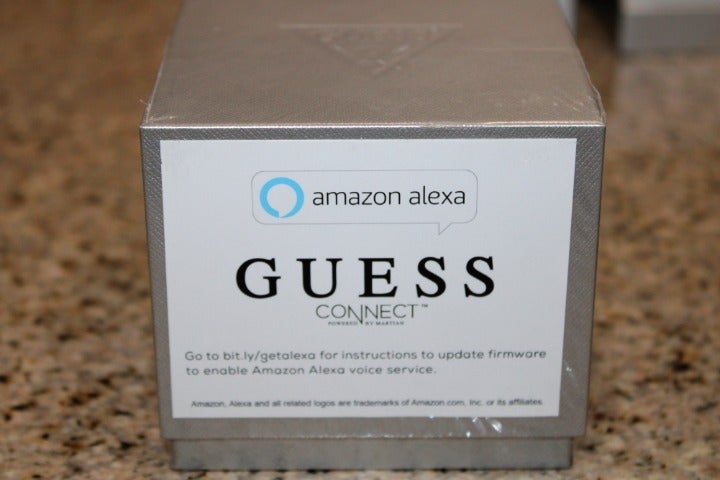 GUESS
amazon alexa
GUESS
CONNECT™
POWERED BY MARTIAN
Go to bit.ly/getalexa for instructions to update firmware
to enable Amazon Alexa voice service.
Amazon, Alexa and all related logos are trademarks of Amazon.com, Inc. or its affiliates.